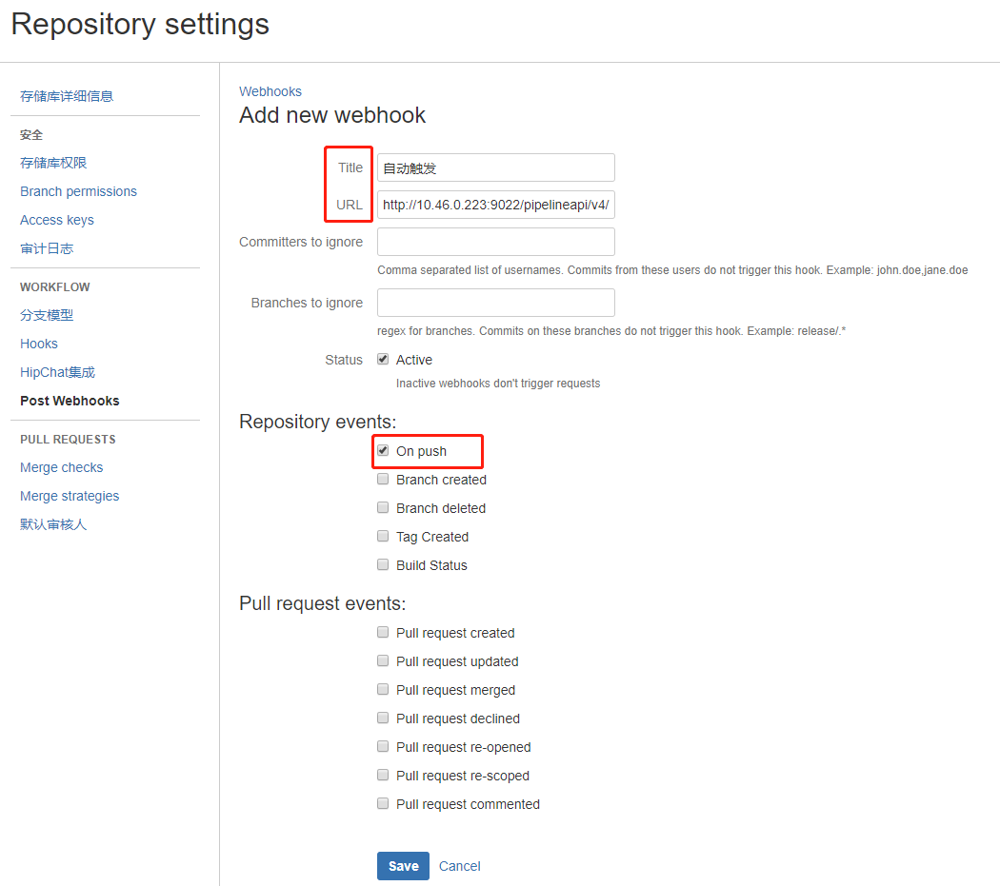 Repository settings
存储库详细信息
安全
存储库权限
Branch permissions
Access keys
审计日志
WORKFLOW
分支模型
Hooks
HipChat集成
Post Webhooks
PULL REQUESTS
Merge checks
Merge strategies
默认审核人
Webhooks
Add new webhook
Title 自动触发
URL http://10.46.0.223:9022/pipelineapi/v4/
Committers to ignore
Comma separated list of usernames. Commits from these users do not trigger this hook. Example: john.doe,jane.doe
Branches to ignore
regex for branches. Commits on these branches do not trigger this hook. Example: release/.*
Status Active
Inactive webhooks don't trigger requests
Repository events:
On push
Branch created
Branch deleted
Tag Created
Build Status
Pull request events:
Pull request created
Pull request updated
Pull request merged
Pull request declined
Pull request re-opened
Pull request re-scoped
Pull request commented
Save Cancel